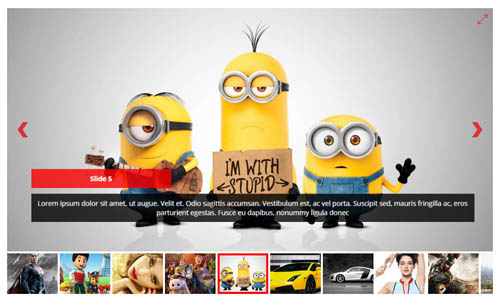 I'M WITH
STUPID
Slide 5
Lorem ipsum dolor sit amet, ut augue. Velit et. Odio sagittis accumsan. Vestibulum est, ac vel porta. Suscipit sed, mauris fringilla ac, eros
parturient egestas. Fusce eu dapibus, nonummy ligula donec